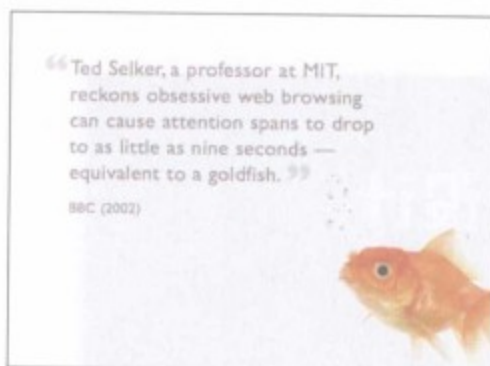 “Ted Selker, a professor at MIT,
reckons obsessive web browsing
can cause attention spans to drop
to as little as nine seconds —
equivalent to a goldfish.”
BBC (2002)